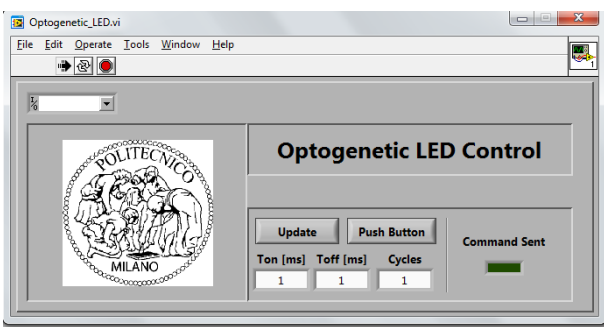 Optogenetic_LED.vi
File Edit Operate Tools Window Help
1
I/O
POLITECNICO
MILANO
Optogenetic LED Control
Update Push Button
Ton [ms] Toff [ms] Cycles
1 1 1
Command Sent